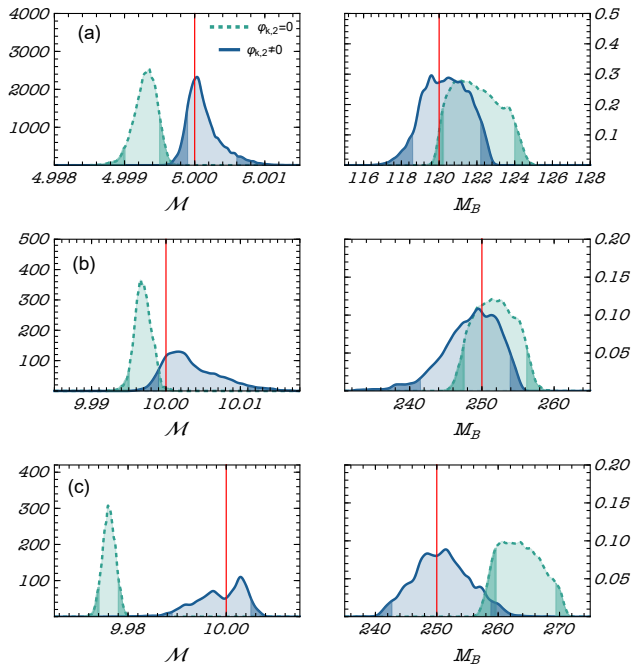 4000
3000
2000
1000
(a)
φk,2=0
φk,2≠0
4.998 4.999 5.000 5.001
ℳ
0.5
0.4
0.3
0.2
0.1
116 118 120 122 124 126 128
M_B
500
400
300
200
100
(b)
9.99 10.00 10.01
ℳ
0.20
0.15
0.10
0.05
240 250 260
M_B
400
300
200
100
(c)
9.98 10.00
ℳ
0.20
0.15
0.10
0.05
240 250 260 270
M_B